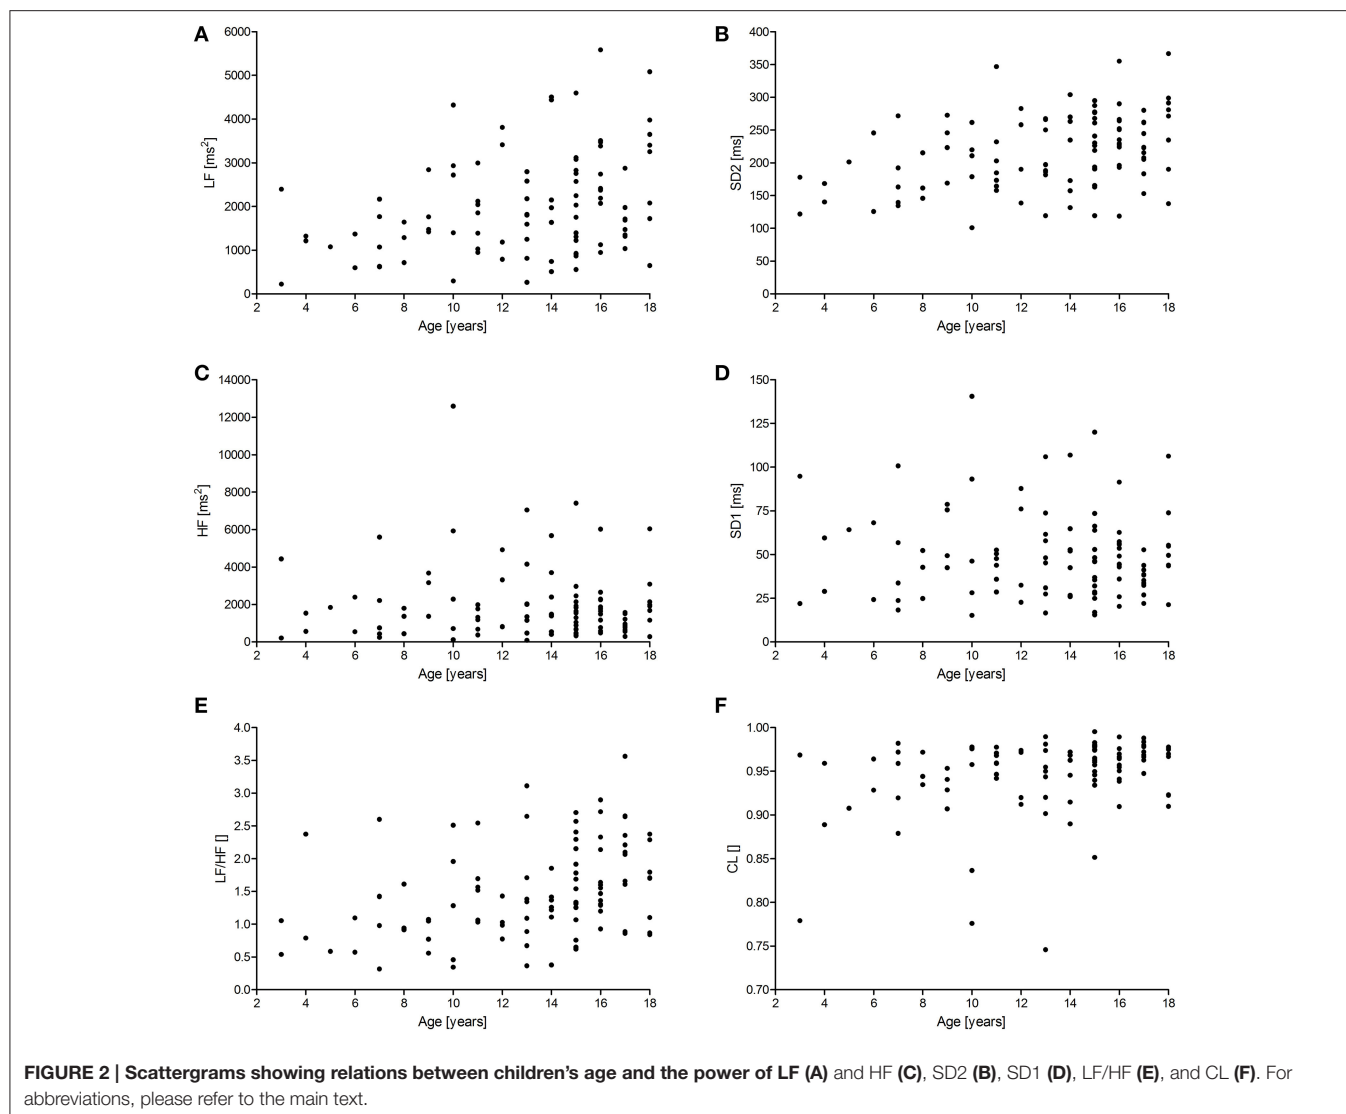 A
6000
5000
4000
3000
2000
1000
0
LF [ms²]
2 4 6 8 10 12 14 16 18
Age [years]
B
400
350
300
250
200
150
100
50
0
SD2 [ms]
2 4 6 8 10 12 14 16 18
Age [years]
C
14000
12000
10000
8000
6000
4000
2000
0
HF [ms²]
2 4 6 8 10 12 14 16 18
Age [years]
D
150
125
100
75
50
25
0
SD1 [ms]
2 4 6 8 10 12 14 16 18
Age [years]
E
4.0
3.5
3.0
2.5
2.0
1.5
1.0
0.5
0.0
LF/HF []
2 4 6 8 10 12 14 16 18
Age [years]
F
1.00
0.95
0.90
0.85
0.80
0.75
0.70
CL []
2 4 6 8 10 12 14 16 18
Age [years]
FIGURE 2 | Scattergrams showing relations between children's age and the power of LF (A) and HF (C), SD2 (B), SD1 (D), LF/HF (E), and CL (F). For
abbreviations, please refer to the main text.